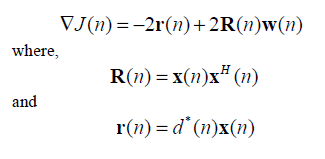 ∇J(n) = −2r(n) + 2R(n)w(n)
where,
R(n) = x(n)x^H (n)
and
r(n) = d^*(n)x(n)